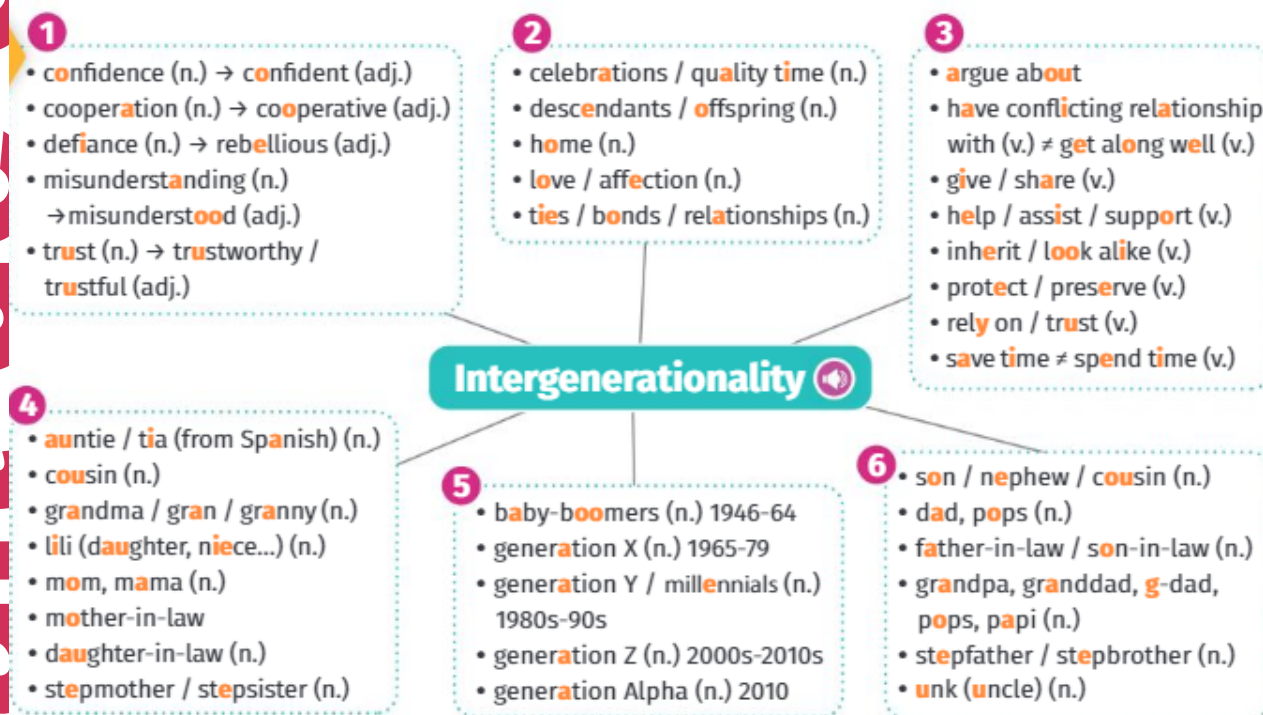 1
• confidence (n.) → confident (adj.)
• cooperation (n.) → cooperative (adj.)
• defiance (n.) → rebellious (adj.)
• misunderstanding (n.)
→misunderstood (adj.)
• trust (n.) → trustworthy /
trustful (adj.)
2
• celebrations / quality time (n.)
• descendants / offspring (n.)
• home (n.)
• love / affection (n.)
• ties / bonds / relationships (n.)
3
• argue about
• have conflicting relationship
with (v.) ≠ get along well (v.)
• give / share (v.)
• help / assist / support (v.)
• inherit / look alike (v.)
• protect / preserve (v.)
• rely on / trust (v.)
• save time ≠ spend time (v.)
Intergenerationality
4
• auntie / tia (from Spanish) (n.)
• cousin (n.)
• grandma / gran / granny (n.)
• lili (daughter, niece...) (n.)
• mom, mama (n.)
• mother-in-law
• daughter-in-law (n.)
• stepmother / stepsister (n.)
5
• baby-boomers (n.) 1946-64
• generation X (n.) 1965-79
• generation Y / millennials (n.)
1980s-90s
• generation Z (n.) 2000s-2010s
• generation Alpha (n.) 2010
6
• son / nephew / cousin (n.)
• dad, pops (n.)
• father-in-law / son-in-law (n.)
• grandpa, granddad, g-dad,
pops, papi (n.)
• stepfather / stepbrother (n.)
• unk (uncle) (n.)